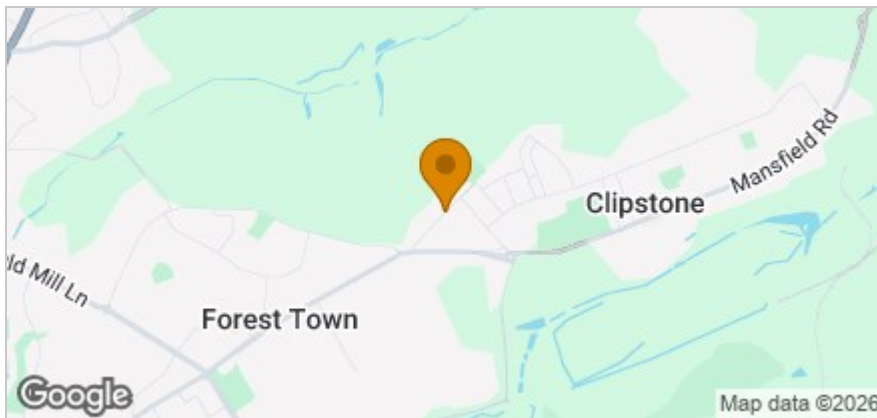 Mansfield Rd
Clipstone
ld Mill Ln
Forest Town
Google
Map data ©2026